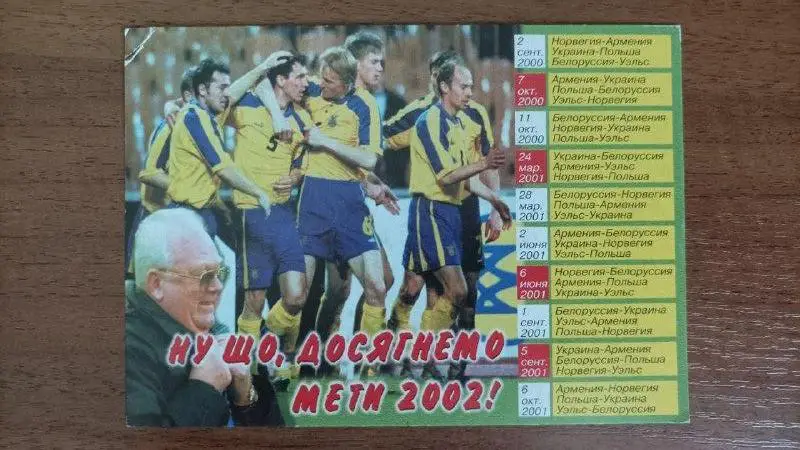 2
сент.
2000
Норвегия-Армения
Украина-Польша
Белоруссия-Уэльс
7
окт.
2000
Армения-Украина
Польша-Белоруссия
Уэльс-Норвегия
11
окт.
2000
Белоруссия-Армения
Норвегия-Украина
Польша-Уэльс
24
мар.
2001
Украина-Белоруссия
Армения-Уэльс
Норвегия-Польша
28
мар.
2001
Белоруссия-Норвегия
Польша-Армения
Уэльс-Украина
2
июня
2001
Армения-Белоруссия
Украина-Норвегия
Уэльс-Польша
6
июня
2001
Норвегия-Белоруссия
Армения-Польша
Украина-Уэльс
1
сент.
2001
Белоруссия-Украина
Уэльс-Армения
Польша-Норвегия
5
сент.
2001
Украина-Армения
Белоруссия-Польша
Норвегия-Уэльс
6
окт.
2001
Армения-Норвегия
Польша-Украина
Уэльс-Белоруссия
5
6
НУ ЩО, ДОСЯГНЕМО
МЕТИ 2002!